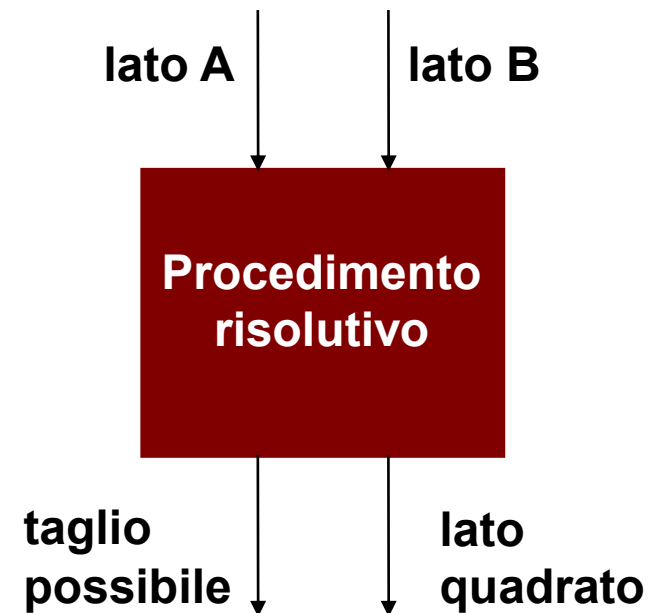 lato A
lato B
Procedimento
risolutivo
taglio
possibile
lato
quadrato